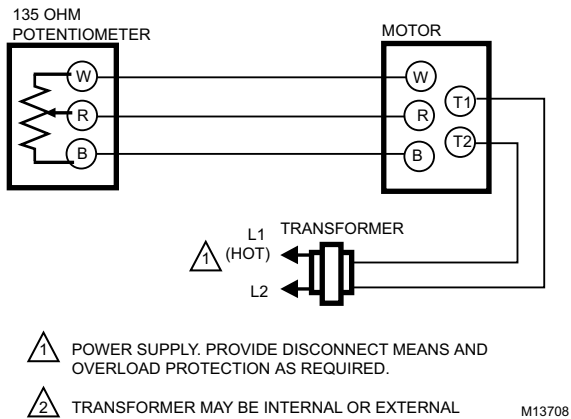 135 OHM
POTENTIOMETER
MOTOR
W
W
T1
R
R
T2
B
B
TRANSFORMER
L1
(HOT)
1
L2
1 POWER SUPPLY. PROVIDE DISCONNECT MEANS AND
OVERLOAD PROTECTION AS REQUIRED.
2 TRANSFORMER MAY BE INTERNAL OR EXTERNAL
M13708